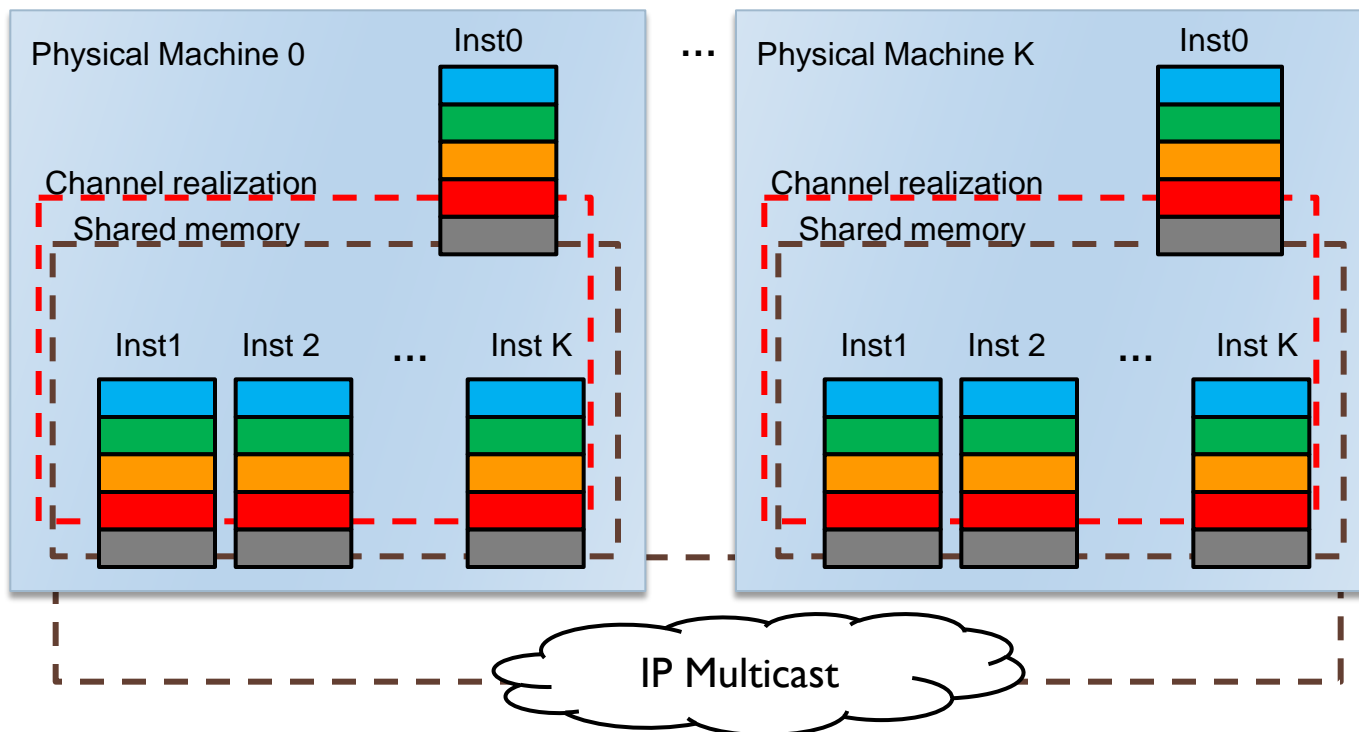 Physical Machine 0
Inst0
...
Physical Machine K
Inst0
Channel realization
Shared memory
Channel realization
Shared memory
Inst1
Inst 2
...
Inst K
Inst1
Inst 2
...
Inst K
IP Multicast